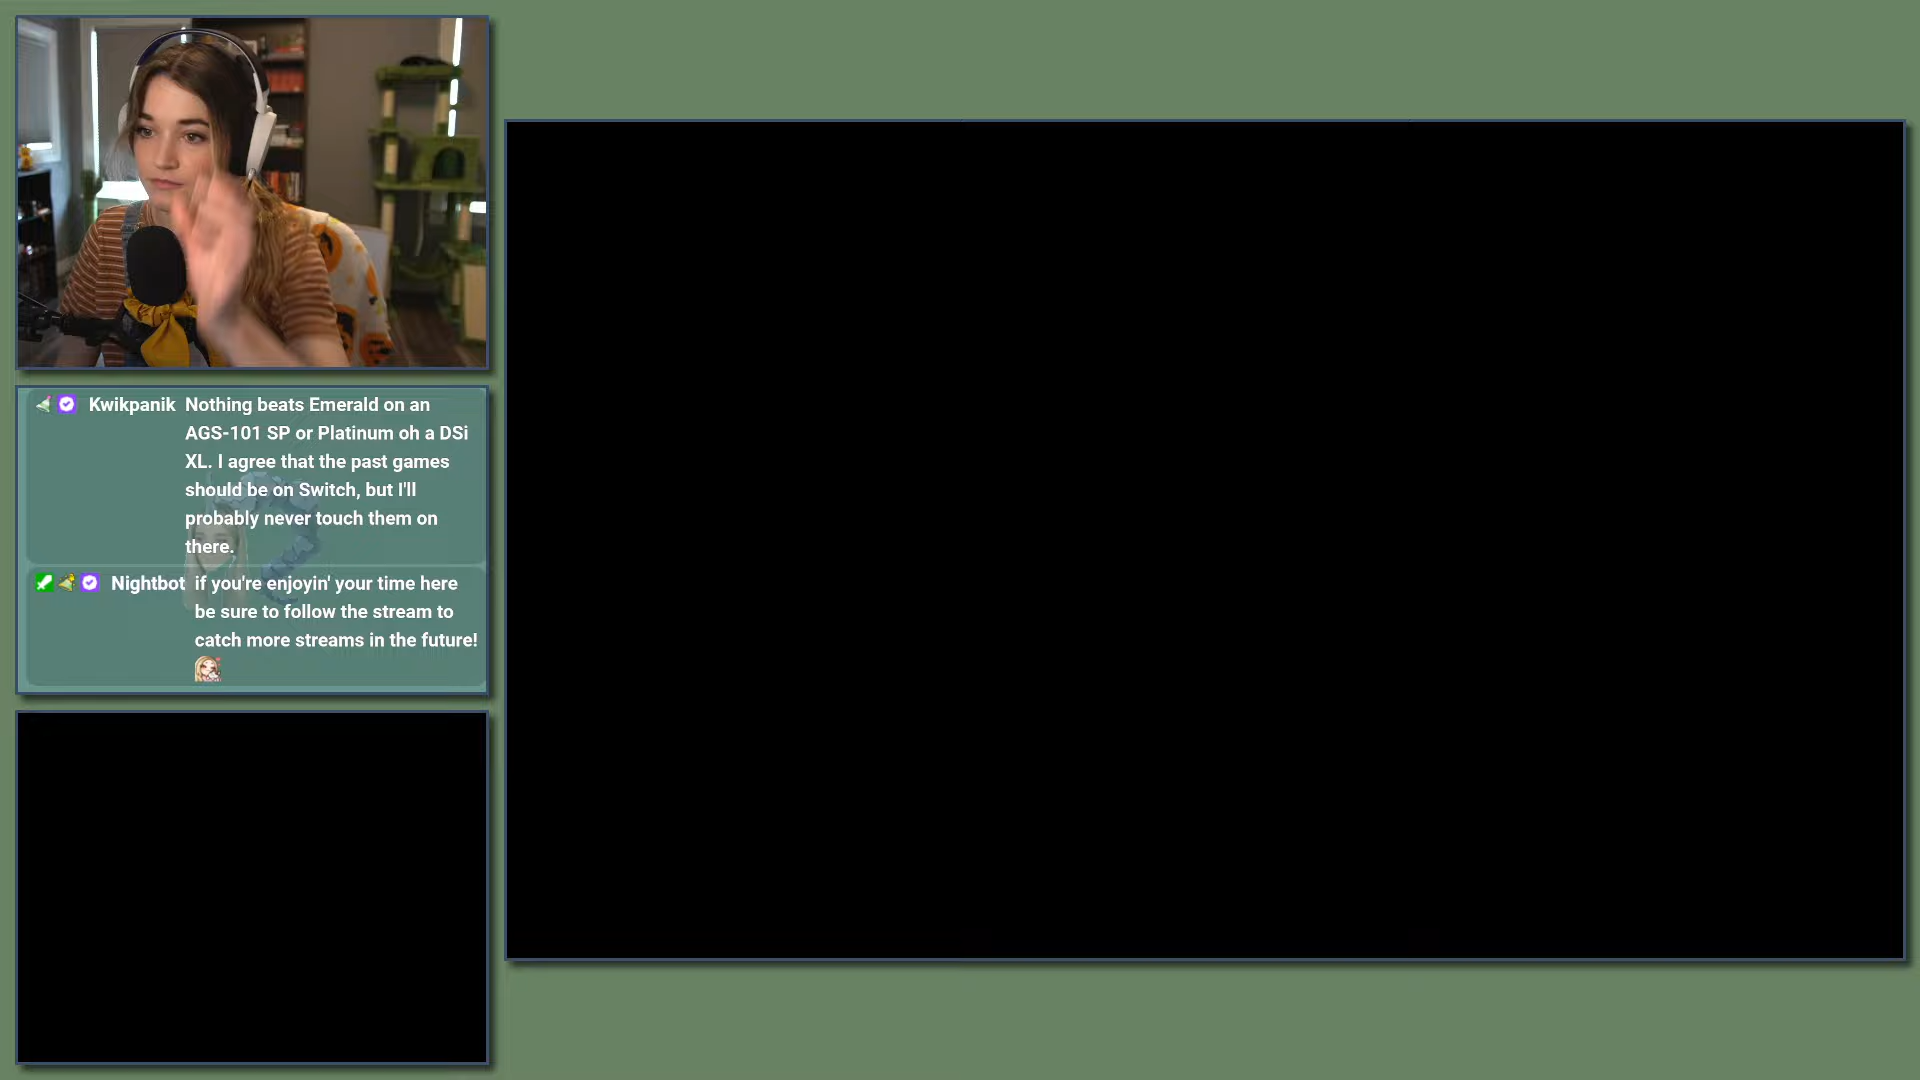 Kwikpanik Nothing beats Emerald on an
AGS-101 SP or Platinum oh a DSi
XL. I agree that the past games
should be on Switch, but I'll
probably never touch them on
there.
Nightbot if you're enjoyin' your time here
be sure to follow the stream to
catch more streams in the future!